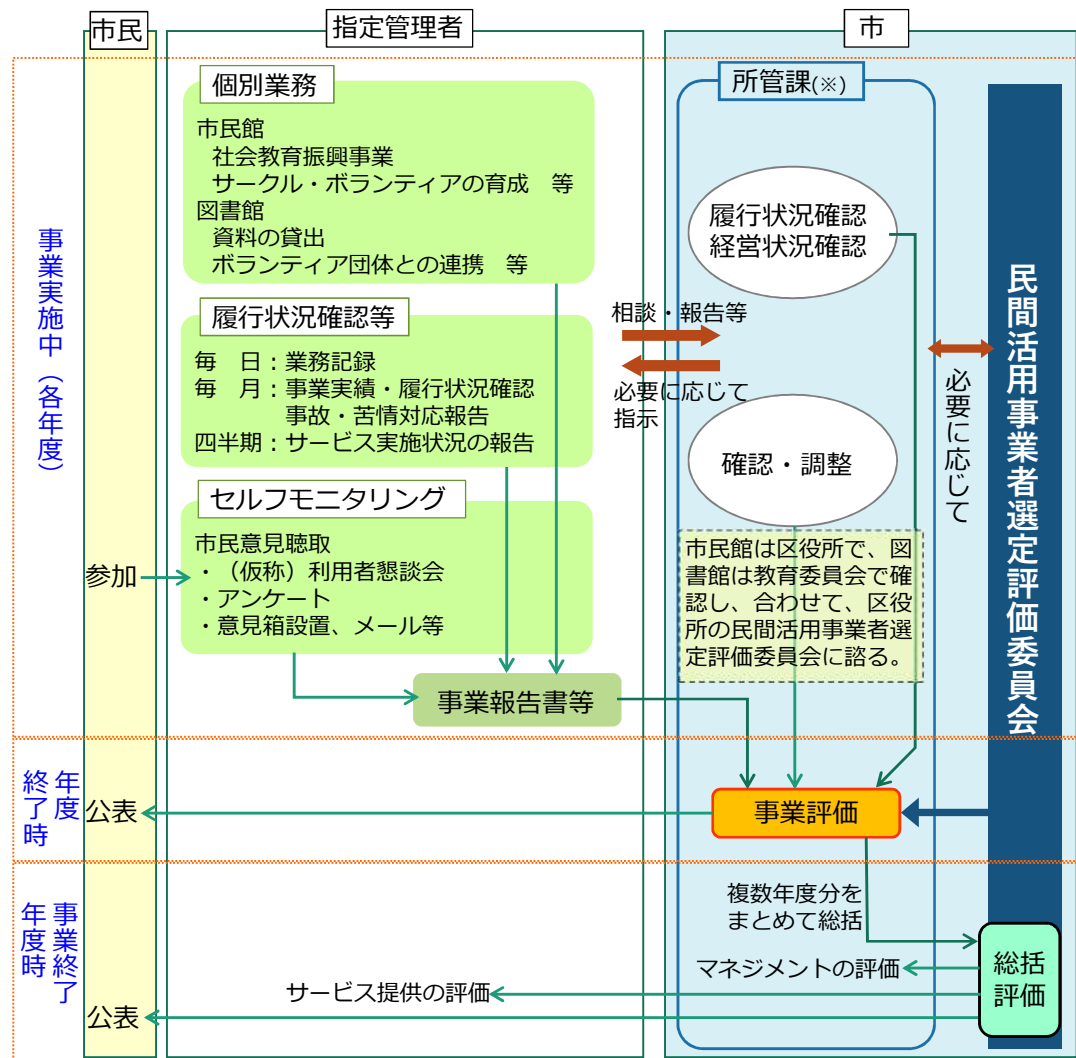 市民
指定管理者
市
個別業務
市民館
社会教育振興事業
サークル・ボランティアの育成　等
図書館
資料の貸出
ボランティア団体との連携　等
所管課(※)
履行状況確認
経営状況確認
事業実施中（各年度）
履行状況確認等
毎　日：業務記録
毎　月：事業実績・履行状況確認
事故・苦情対応報告
四半期：サービス実施状況の報告
相談・報告等
必要に応じて
指示
確認・調整
必要に応じて
民間活用事業者選定評価委員会
セルフモニタリング
市民意見聴取
・（仮称）利用者懇談会
・アンケート
・意見箱設置、メール等
参加
市民館は区役所で、図
書館は教育委員会で確
認し、合わせて、区役
所の民間活用事業者選
定評価委員会に諮る。
事業報告書等
年度
終了時
公表
事業評価
事業終了
年度時
複数年度分を
まとめて総括
マネジメントの評価
サービス提供の評価
総括
評価
公表